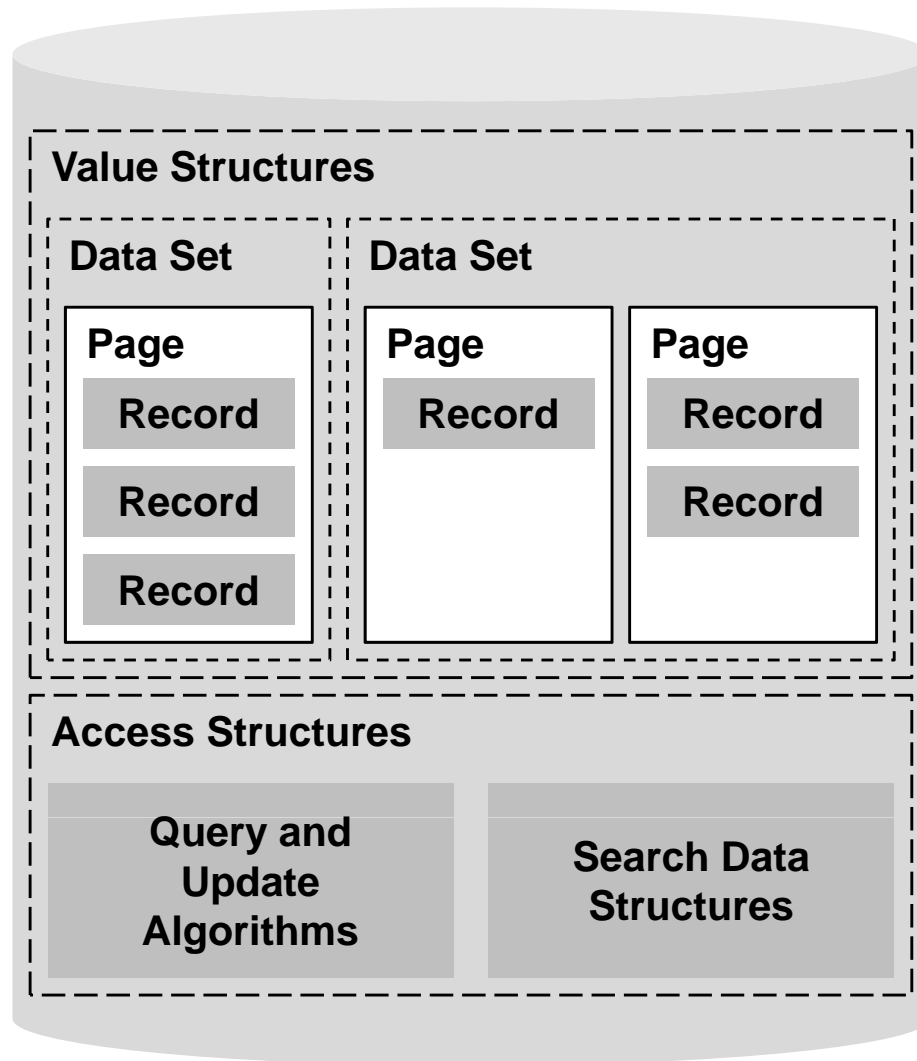 Value Structures
Data Set
Page
Record
Record
Record
Data Set
Page
Record
Page
Record
Record
Access Structures
Query and
Update
Algorithms
Search Data
Structures